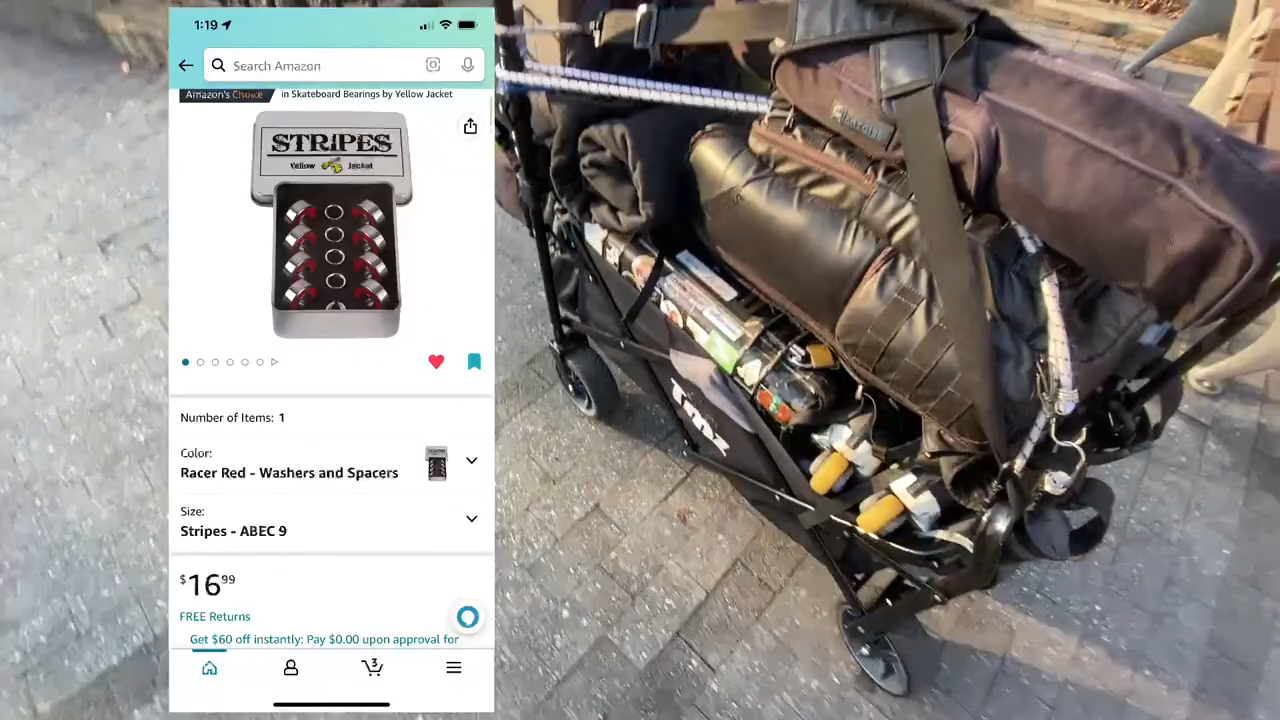 1:19
Search Amazon
Amazon's Choice in Skateboard Bearings by Yellow Jacket
STRIPES
Yellow Jacket
Number of Items: 1
Color:
Racer Red - Washers and Spacers
Size:
Stripes - ABEC 9
$16 99
FREE Returns
Get $60 off instantly: Pay $0.00 upon approval for
3